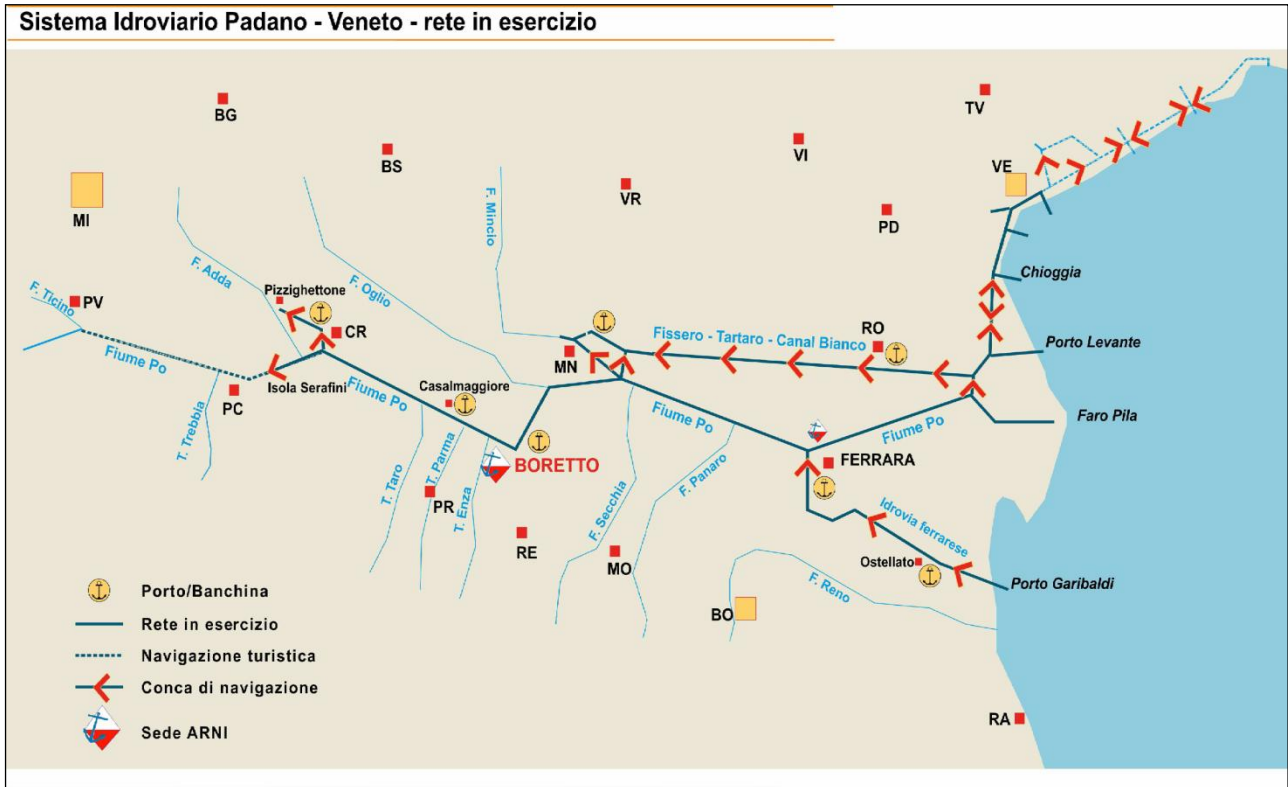 Sistema Idroviario Padano - Veneto - rete in esercizio
BG
TV
BS
VI
VE
MI
VR
F. Mincio
PD
F. Adda
F. Oglio
Chioggia
F. Ticino
PV
Pizzighettone
CR
Fissero - Tartaro - Canal Bianco
RO
Porto Levante
Fiume Po
MN
PC
Isola Serafini
Fiume Po
Casalmaggiore
Fiume Po
Fiume Po
Faro Pila
T. Trebbia
T. Taro
T. Parma
T. Enza
BORETTO
F. Secchia
F. Panaro
FERRARA
PR
RE
MO
Idrovia ferrarese
Ostellato
Porto Garibaldi
BO
F. Reno
RA
Porto/Banchina
Rete in esercizio
Navigazione turistica
Conca di navigazione
Sede ARNI